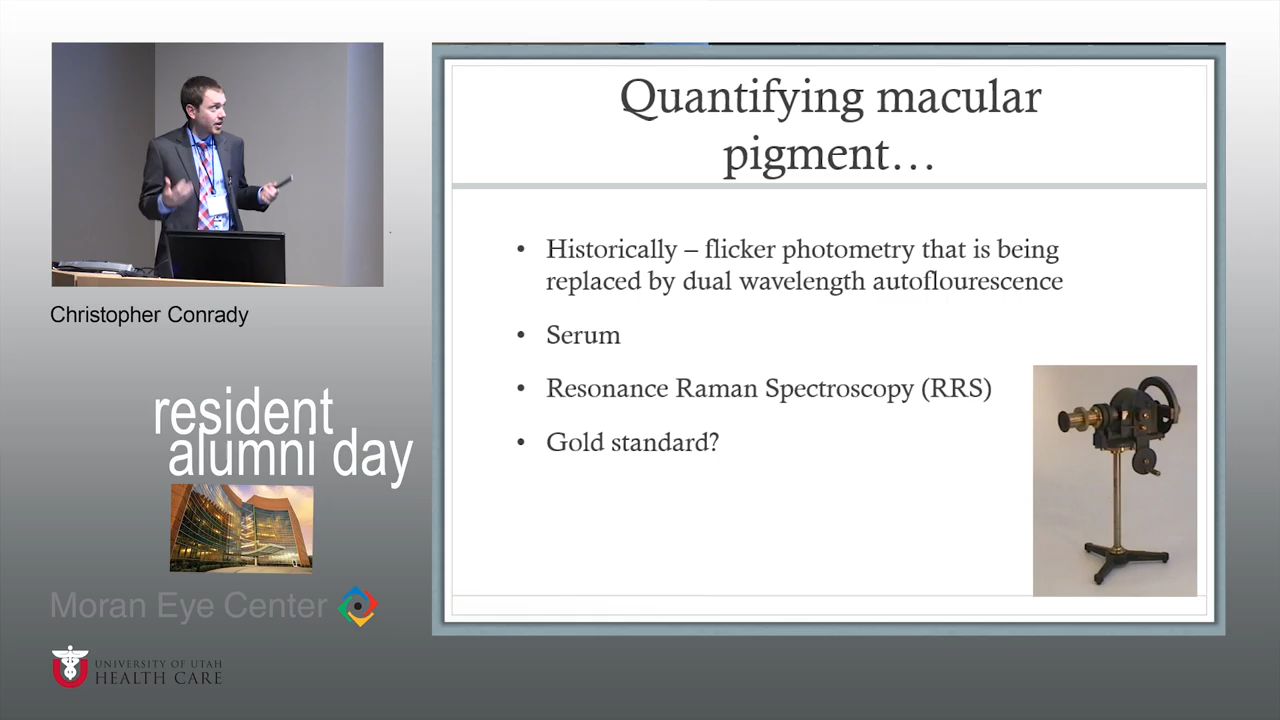 Quantifying macular
pigment…
• Historically – flicker photometry that is being
replaced by dual wavelength autoflourescence
• Serum
• Resonance Raman Spectroscopy (RRS)
• Gold standard?
Christopher Conrady
resident
alumni day
Moran Eye Center
UNIVERSITY OF UTAH
HEALTH CARE